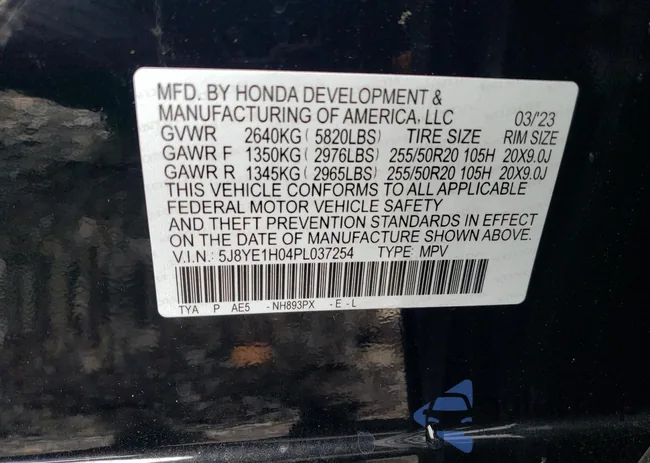 MFD. BY HONDA DEVELOPMENT &
MANUFACTURING OF AMERICA, LLC 03/'23
GVWR 2640KG (5820LBS) TIRE SIZE RIM SIZE
GAWR F 1350KG (2976LBS) 255/50R20 105H 20X9.0J
GAWR R 1345KG (2965LBS) 255/50R20 105H 20X9.0J
THIS VEHICLE CONFORMS TO ALL APPLICABLE
FEDERAL MOTOR VEHICLE SAFETY
AND THEFT PREVENTION STANDARDS IN EFFECT
ON THE DATE OF MANUFACTURE SHOWN ABOVE.
V.I.N.: 5J8YE1H04PL037254 TYPE: MPV
TYA P AE5 -NH893PX -E-L